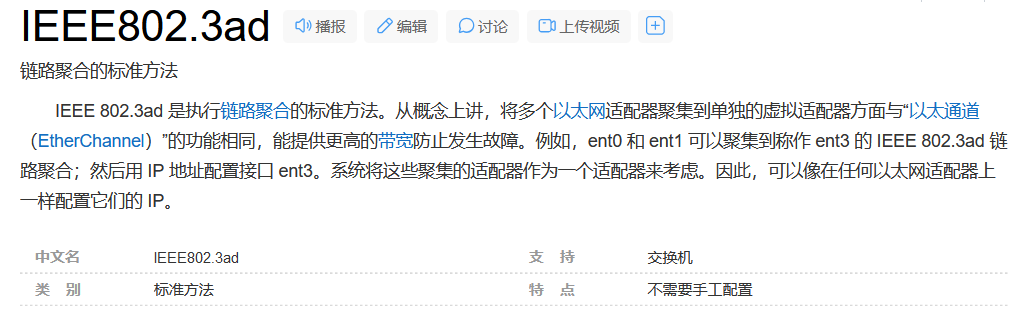 IEEE802.3ad 播报 编辑 讨论 上传视频
链路聚合的标准方法
IEEE 802.3ad 是执行链路聚合的标准方法。从概念上讲，将多个以太网适配器聚集到单独的虚拟适配器方面与“以太通道
（EtherChannel）”的功能相同，能提供更高的带宽防止发生故障。例如，ent0 和 ent1 可以聚集到称作 ent3 的 IEEE 802.3ad 链
路聚合；然后用 IP 地址配置接口 ent3。系统将这些聚集的适配器作为一个适配器来考虑。因此，可以像在任何以太网适配器上
一样配置它们的 IP。
中文名 IEEE802.3ad 支 持 交换机
类 别 标准方法 特 点 不需要手工配置